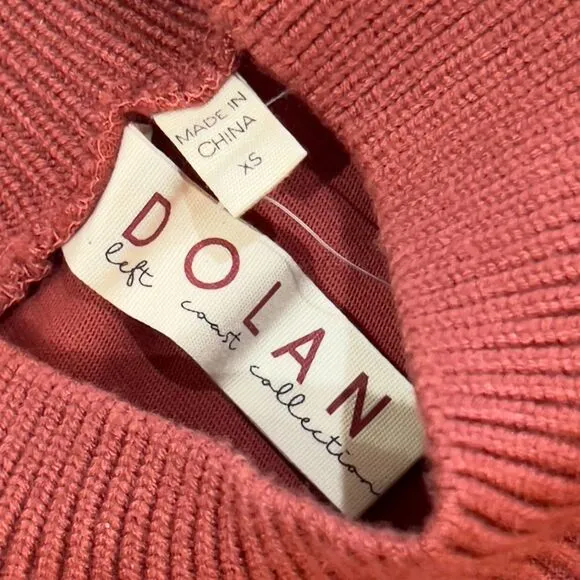 MADE IN
CHINA
XS
DOLAN
left coast collection